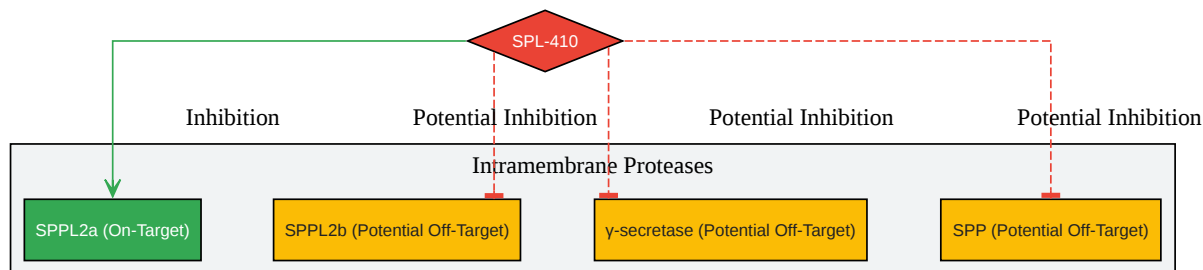 SPL-410
Inhibition
Potential Inhibition
Potential Inhibition
Potential Inhibition
Intramembrane Proteases
SPPL2a (On-Target)
SPPL2b (Potential Off-Target)
γ-secretase (Potential Off-Target)
SPP (Potential Off-Target)